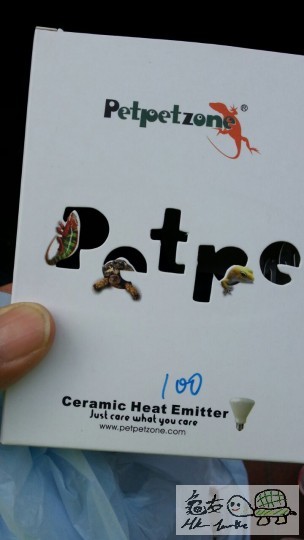 Petpetzone®
Petpe
100
Ceramic Heat Emitter
Just care what you care
www.petpetzone.com
龜友
HK Turtle